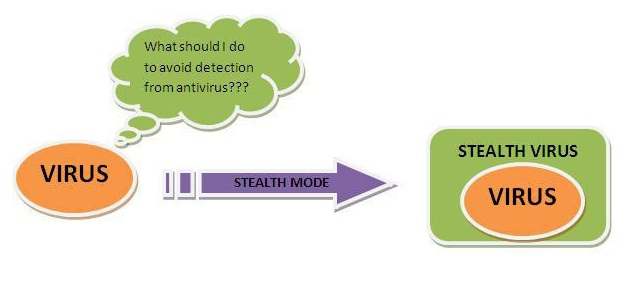 What should I do
to avoid detection
from antivirus???
VIRUS
STEALTH MODE
STEALTH VIRUS
VIRUS